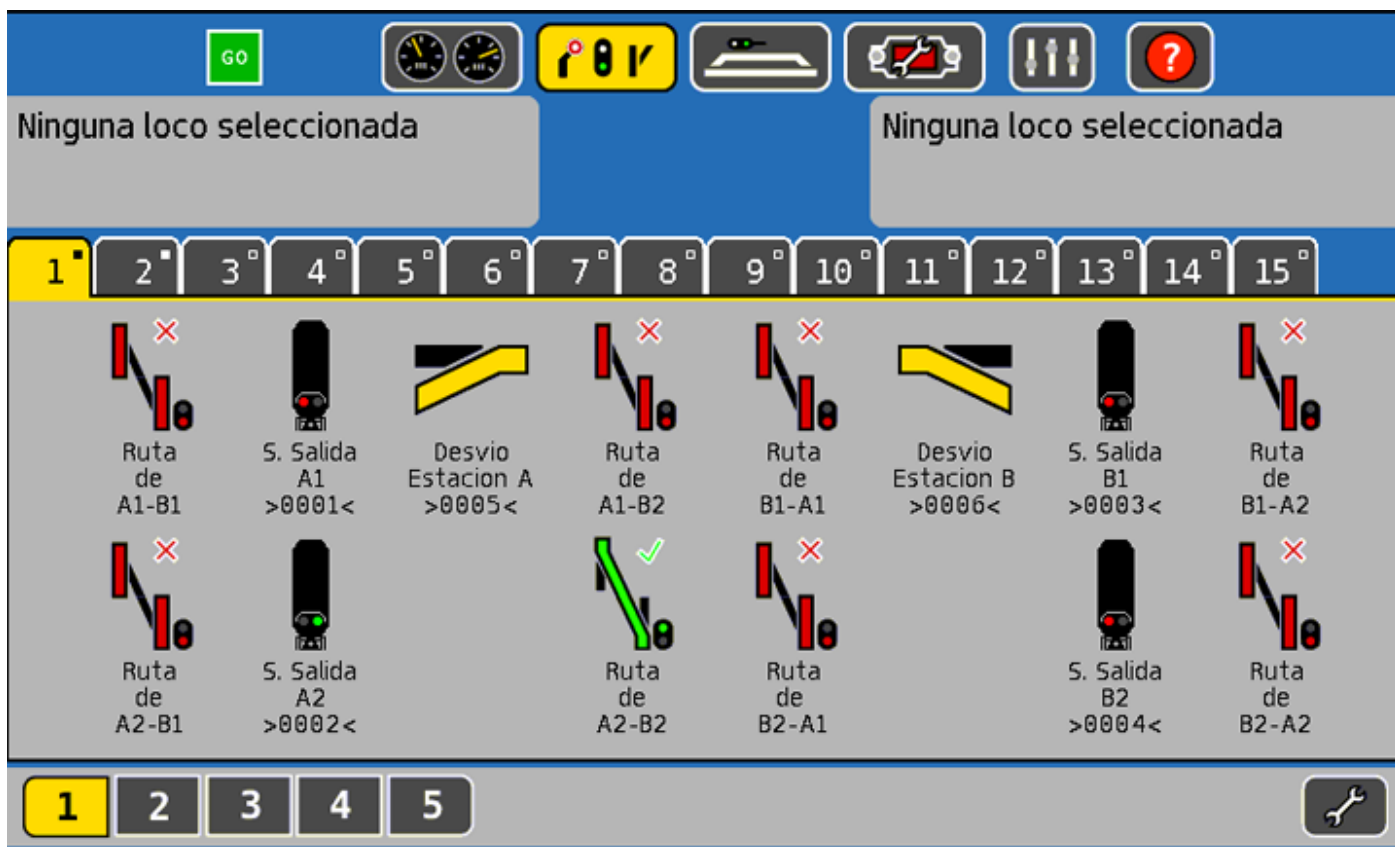 GO
?
Ninguna loco seleccionada
Ninguna loco seleccionada
1 2 3 4 5 6 7 8 9 10 11 12 13 14 15
Ruta
de
A1-B1
S. Salida
A1
>0001<
Desvio
Estacion A
>0005<
Ruta
de
A1-B2
Ruta
de
B1-A1
Desvio
Estacion B
>0006<
S. Salida
B1
>0003<
Ruta
de
B1-A2
Ruta
de
A2-B1
S. Salida
A2
>0002<
Ruta
de
A2-B2
Ruta
de
B2-A1
S. Salida
B2
>0004<
Ruta
de
B2-A2
1 2 3 4 5